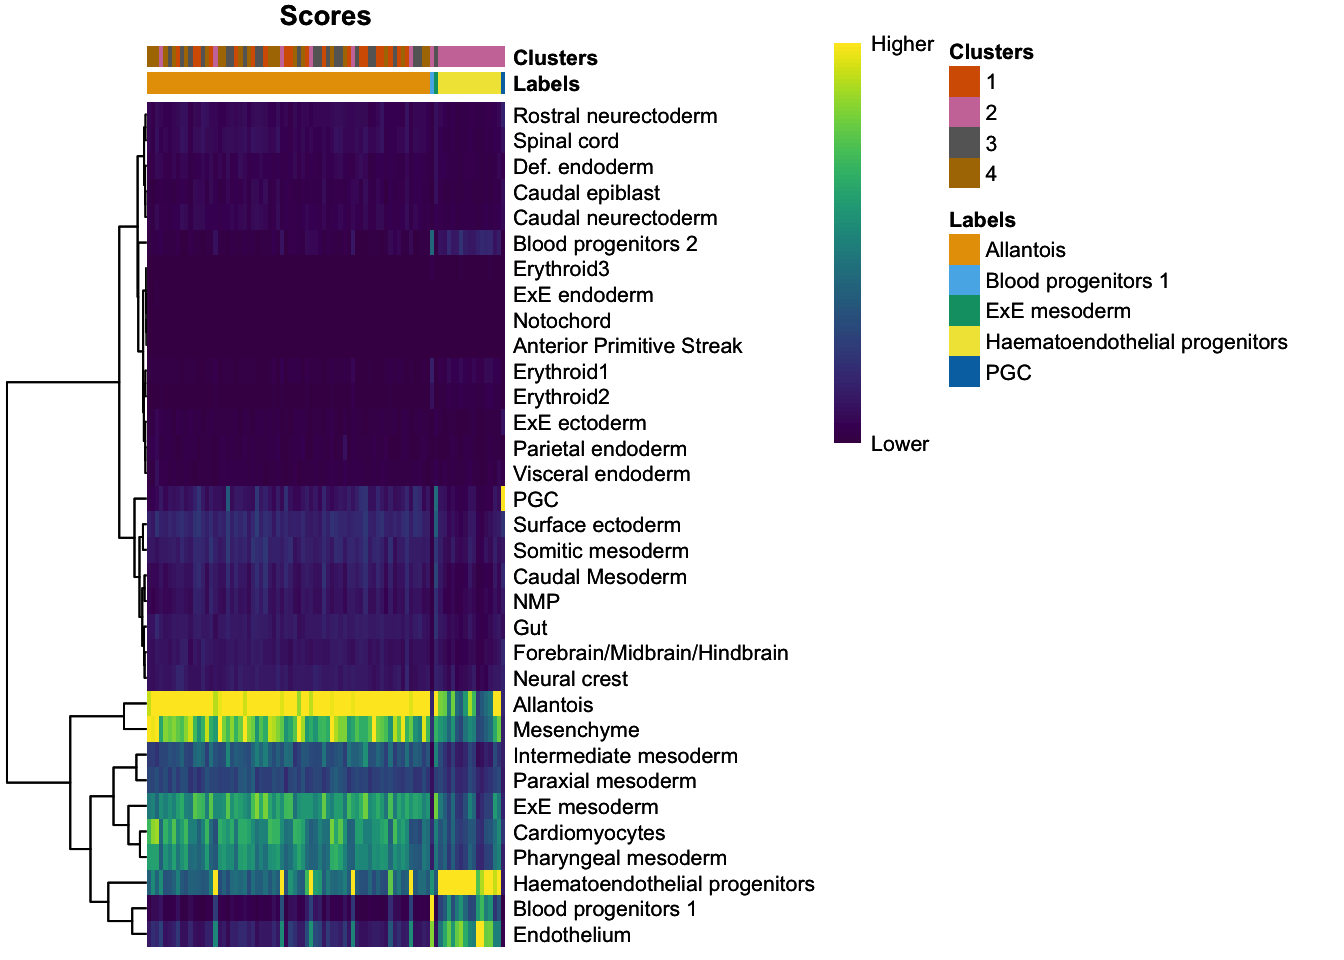 Scores
Clusters
Labels
Rostral neurectoderm
Spinal cord
Def. endoderm
Caudal epiblast
Caudal neurectoderm
Blood progenitors 2
Erythroid3
ExE endoderm
Notochord
Anterior Primitive Streak
Erythroid1
Erythroid2
ExE ectoderm
Parietal endoderm
Visceral endoderm
PGC
Surface ectoderm
Somitic mesoderm
Caudal Mesoderm
NMP
Gut
Forebrain/Midbrain/Hindbrain
Neural crest
Allantois
Mesenchyme
Intermediate mesoderm
Paraxial mesoderm
ExE mesoderm
Cardiomyocytes
Pharyngeal mesoderm
Haematoendothelial progenitors
Blood progenitors 1
Endothelium
Higher
Lower
Clusters
1
2
3
4
Labels
Allantois
Blood progenitors 1
ExE mesoderm
Haematoendothelial progenitors
PGC